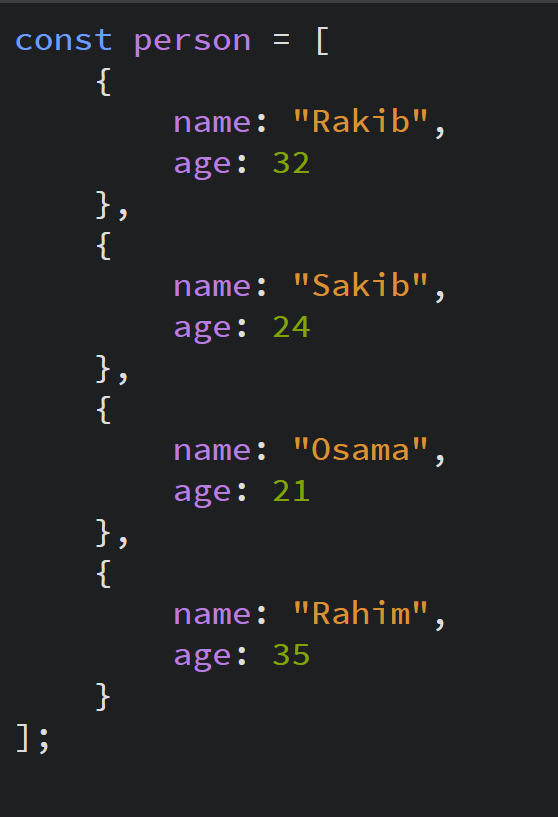 const person = [
    {
        name: "Rakib",
        age: 32
    },
    {
        name: "Sakib",
        age: 24
    },
    {
        name: "Osama",
        age: 21
    },
    {
        name: "Rahim",
        age: 35
    }
];